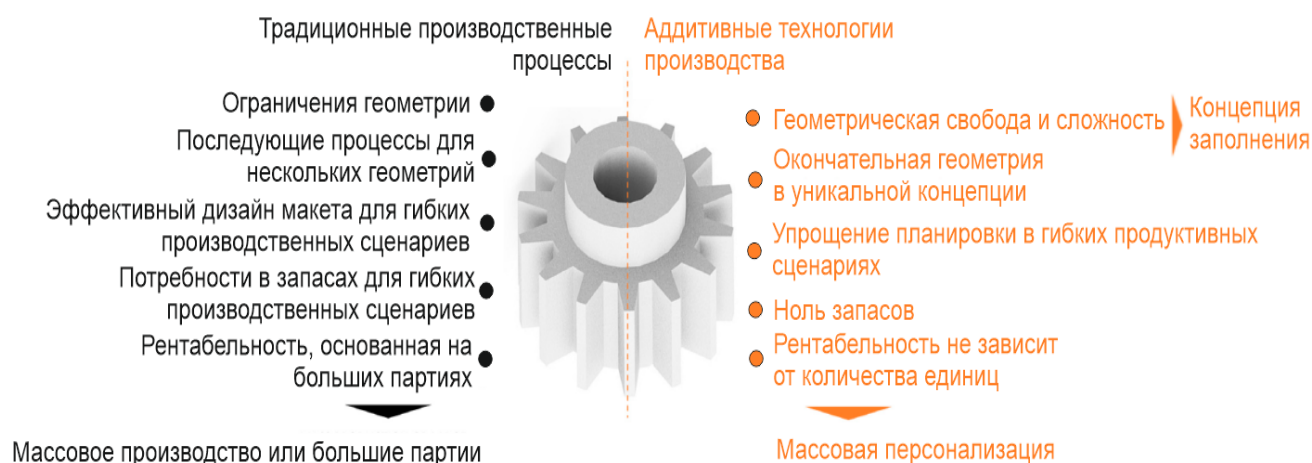 Традиционные производственные
процессы
Ограничения геометрии
Последующие процессы для
нескольких геометрий
Эффективный дизайн макета для гибких
производственных сценариев
Потребности в запасах для гибких
производственных сценариев
Рентабельность, основанная на
больших партиях
Массовое производство или большие партии
Аддитивные технологии
производства
Геометрическая свобода и сложность
Концепция
заполнения
Окончательная геометрия
в уникальной концепции
Упрощение планировки в гибких продуктивных
сценариях
Ноль запасов
Рентабельность не зависит
от количества единиц
Массовая персонализация